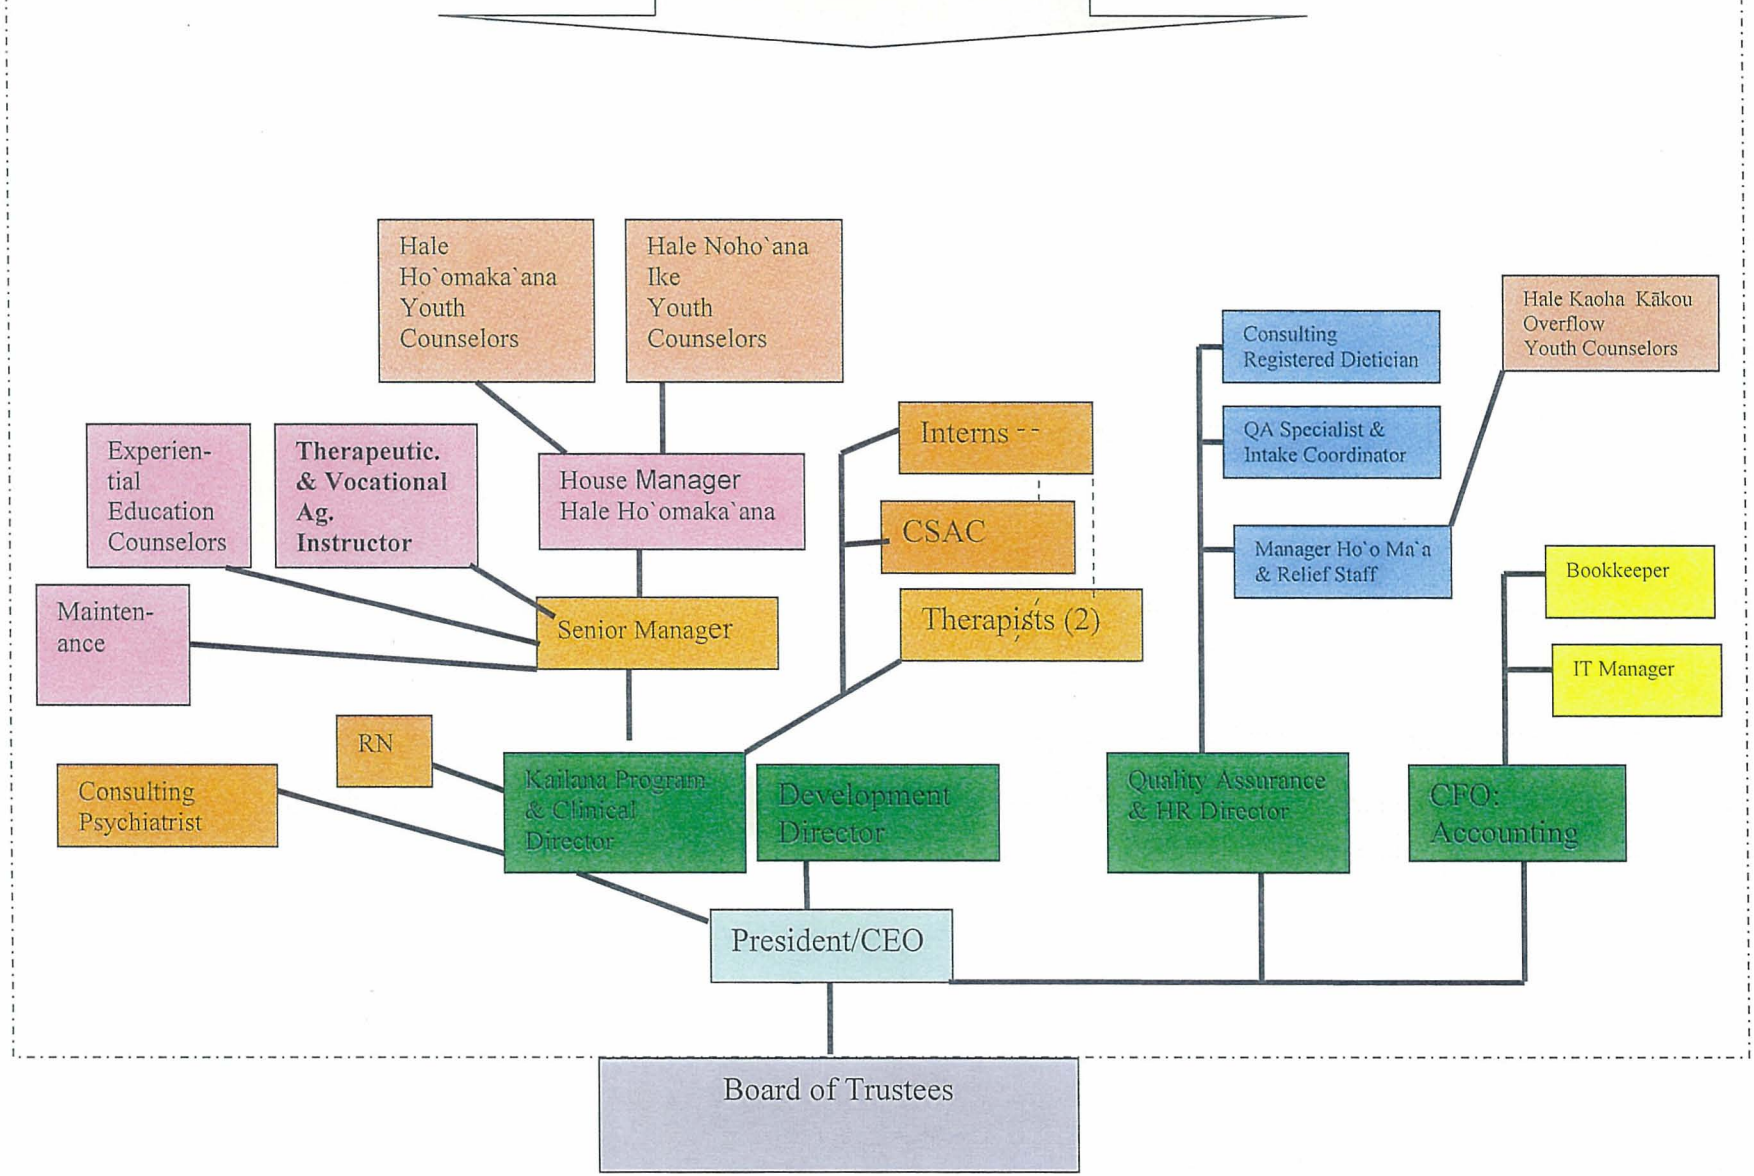 Hale
Ho`omaka`ana
Youth
Counselors
Hale Noho`ana
Ike
Youth
Counselors
Hale Kaoha Kākou
Overflow
Youth Counselors
Consulting
Registered Dietician
QA Specialist &
Intake Coordinator
Manager Ho`o Ma`a
& Relief Staff
Interns --
CSAC
Therapists (2)
Experien-
tial
Education
Counselors
Therapeutic.
& Vocational
Ag.
Instructor
House Manager
Hale Ho`omaka`ana
Mainten-
ance
Senior Manager
Bookkeeper
IT Manager
RN
Consulting
Psychiatrist
Kailana Program
& Clinical
Director
Development
Director
Quality Assurance
& HR Director
CFO:
Accounting
President/CEO
Board of Trustees